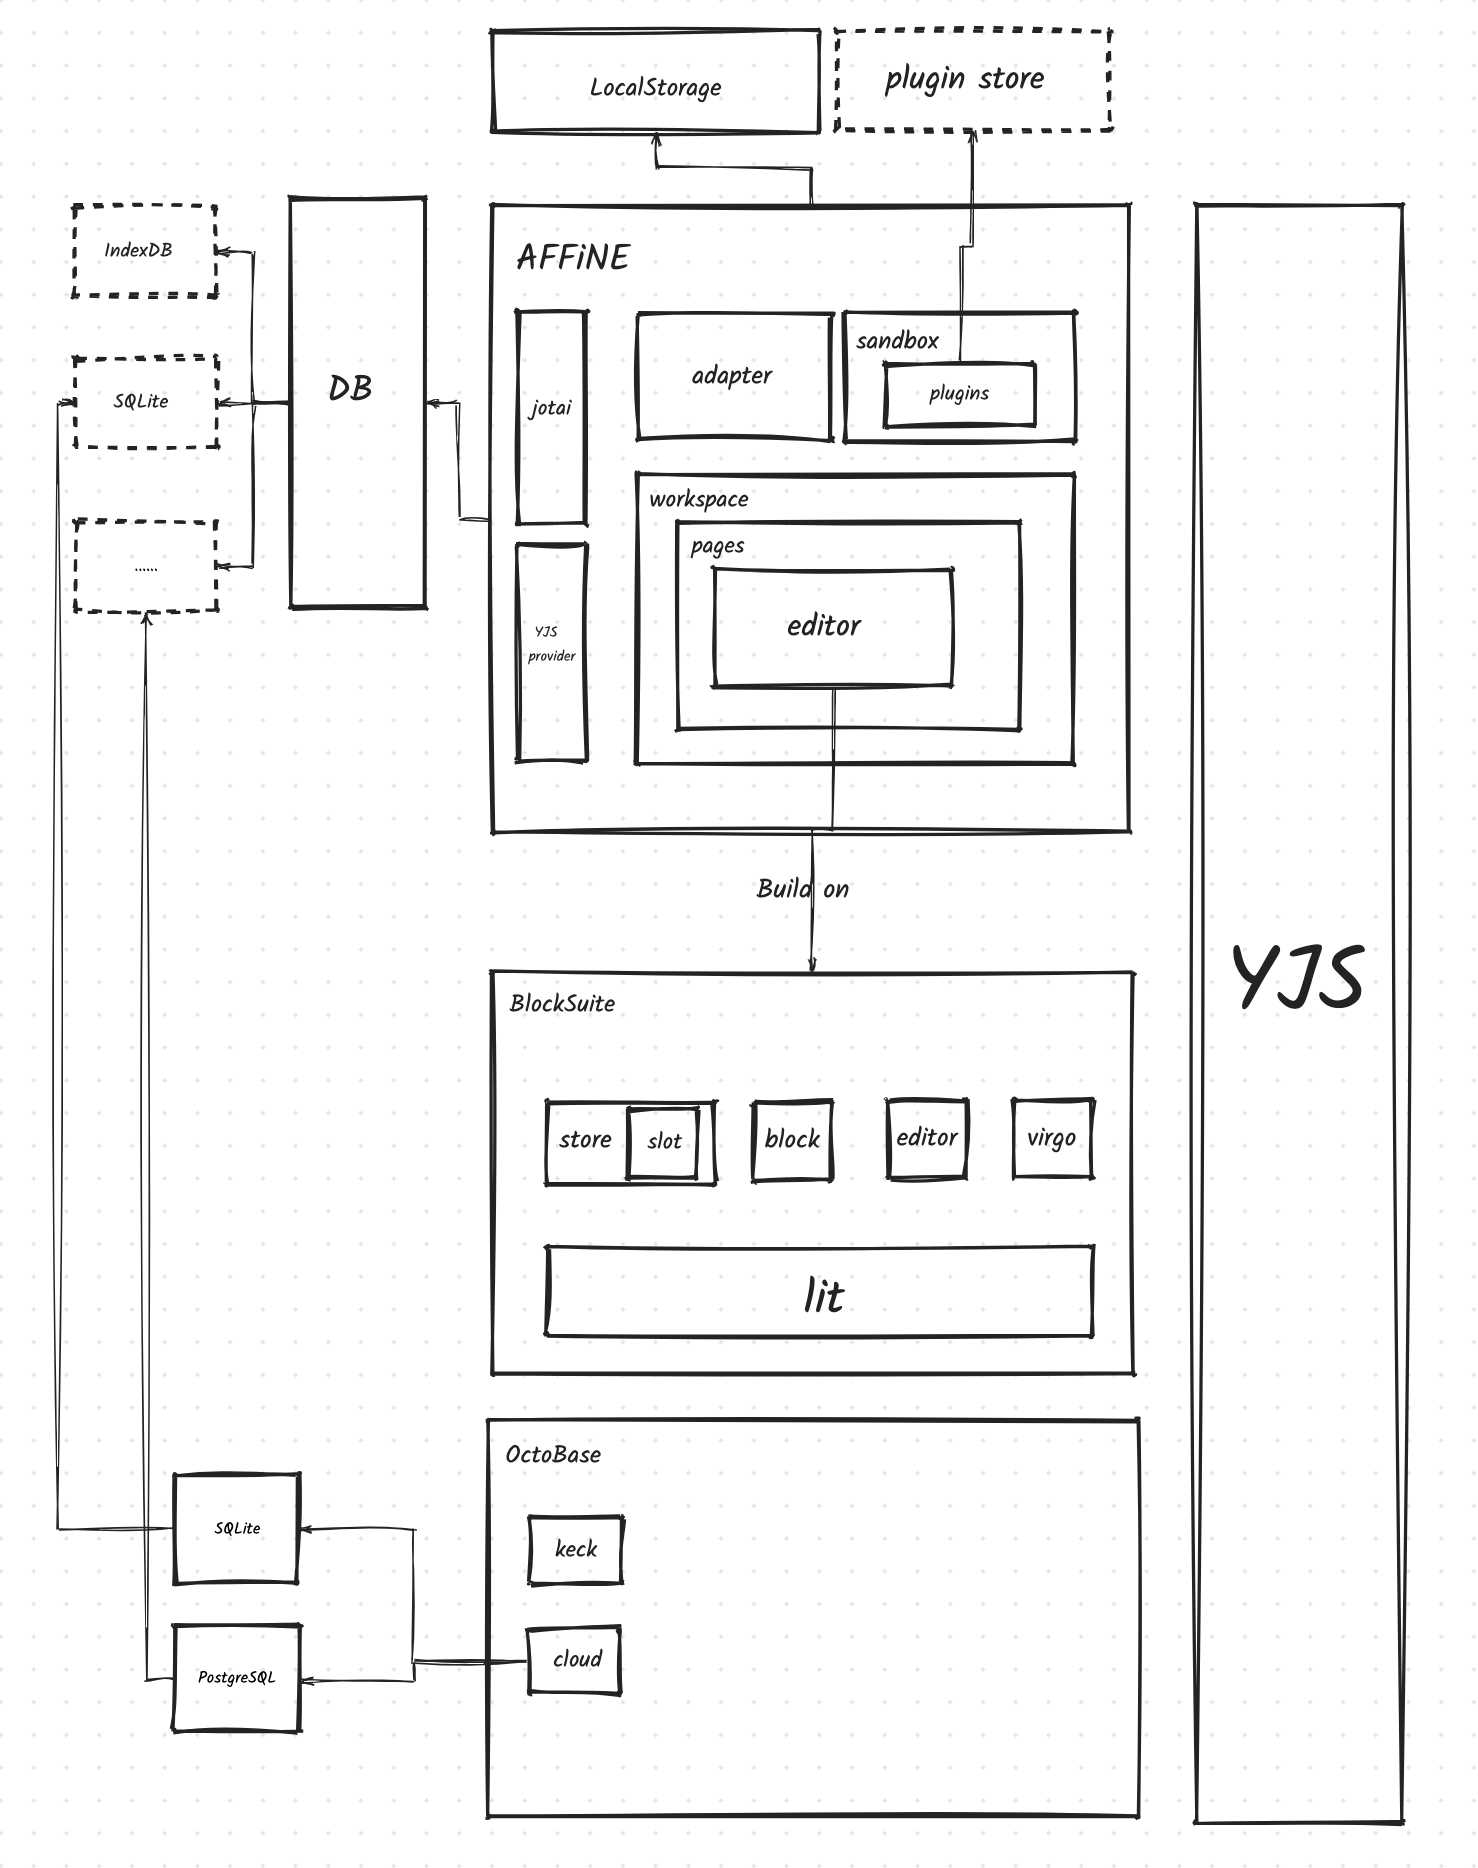 LocalStorage
plugin store
IndexDB
SQLite
......
DB
AFFiNE
jotai
YJS
provider
adapter
sandbox
plugins
workspace
pages
editor
Build on
BlockSuite
store
slot
block
editor
virgo
lit
YJS
OctoBase
keck
cloud
SQLite
PostgreSQL